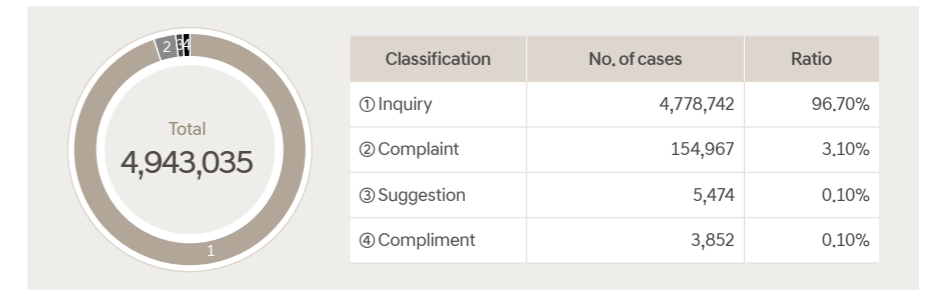 2 3 4
Total
4,943,035
1
Classification No. of cases Ratio
① Inquiry 4,778,742 96.70%
② Complaint 154,967 3.10%
③ Suggestion 5,474 0.10%
④ Compliment 3,852 0.10%